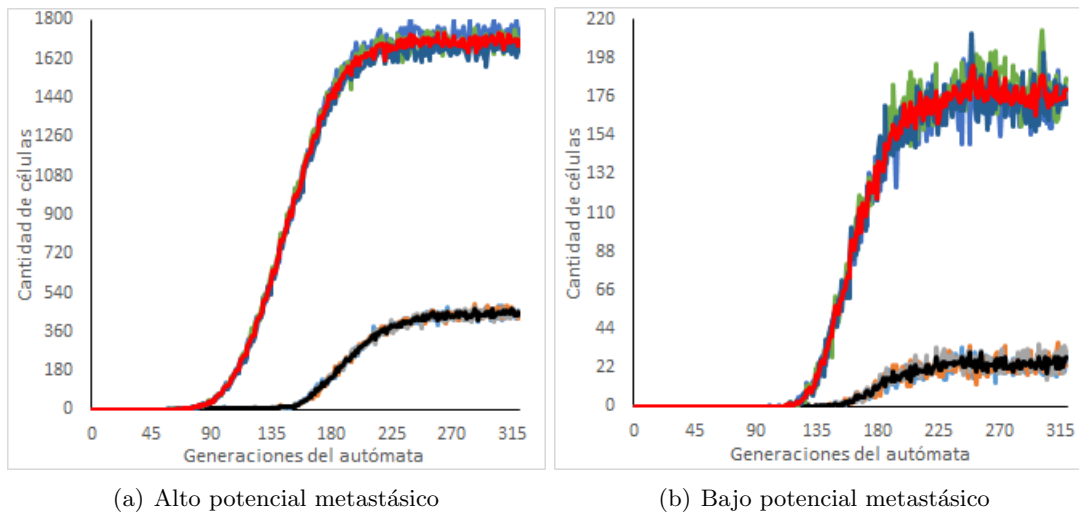 1800
1620
1440
1260
1080
900
720
540
360
180
0
Cantidad de células
0 45 90 135 180 225 270 315
Generaciones del autómata
(a) Alto potencial metastásico
220
198
176
154
132
110
88
66
44
22
0
Cantidad de células
0 45 90 135 180 225 270 315
Generaciones del autómata
(b) Bajo potencial metastásico